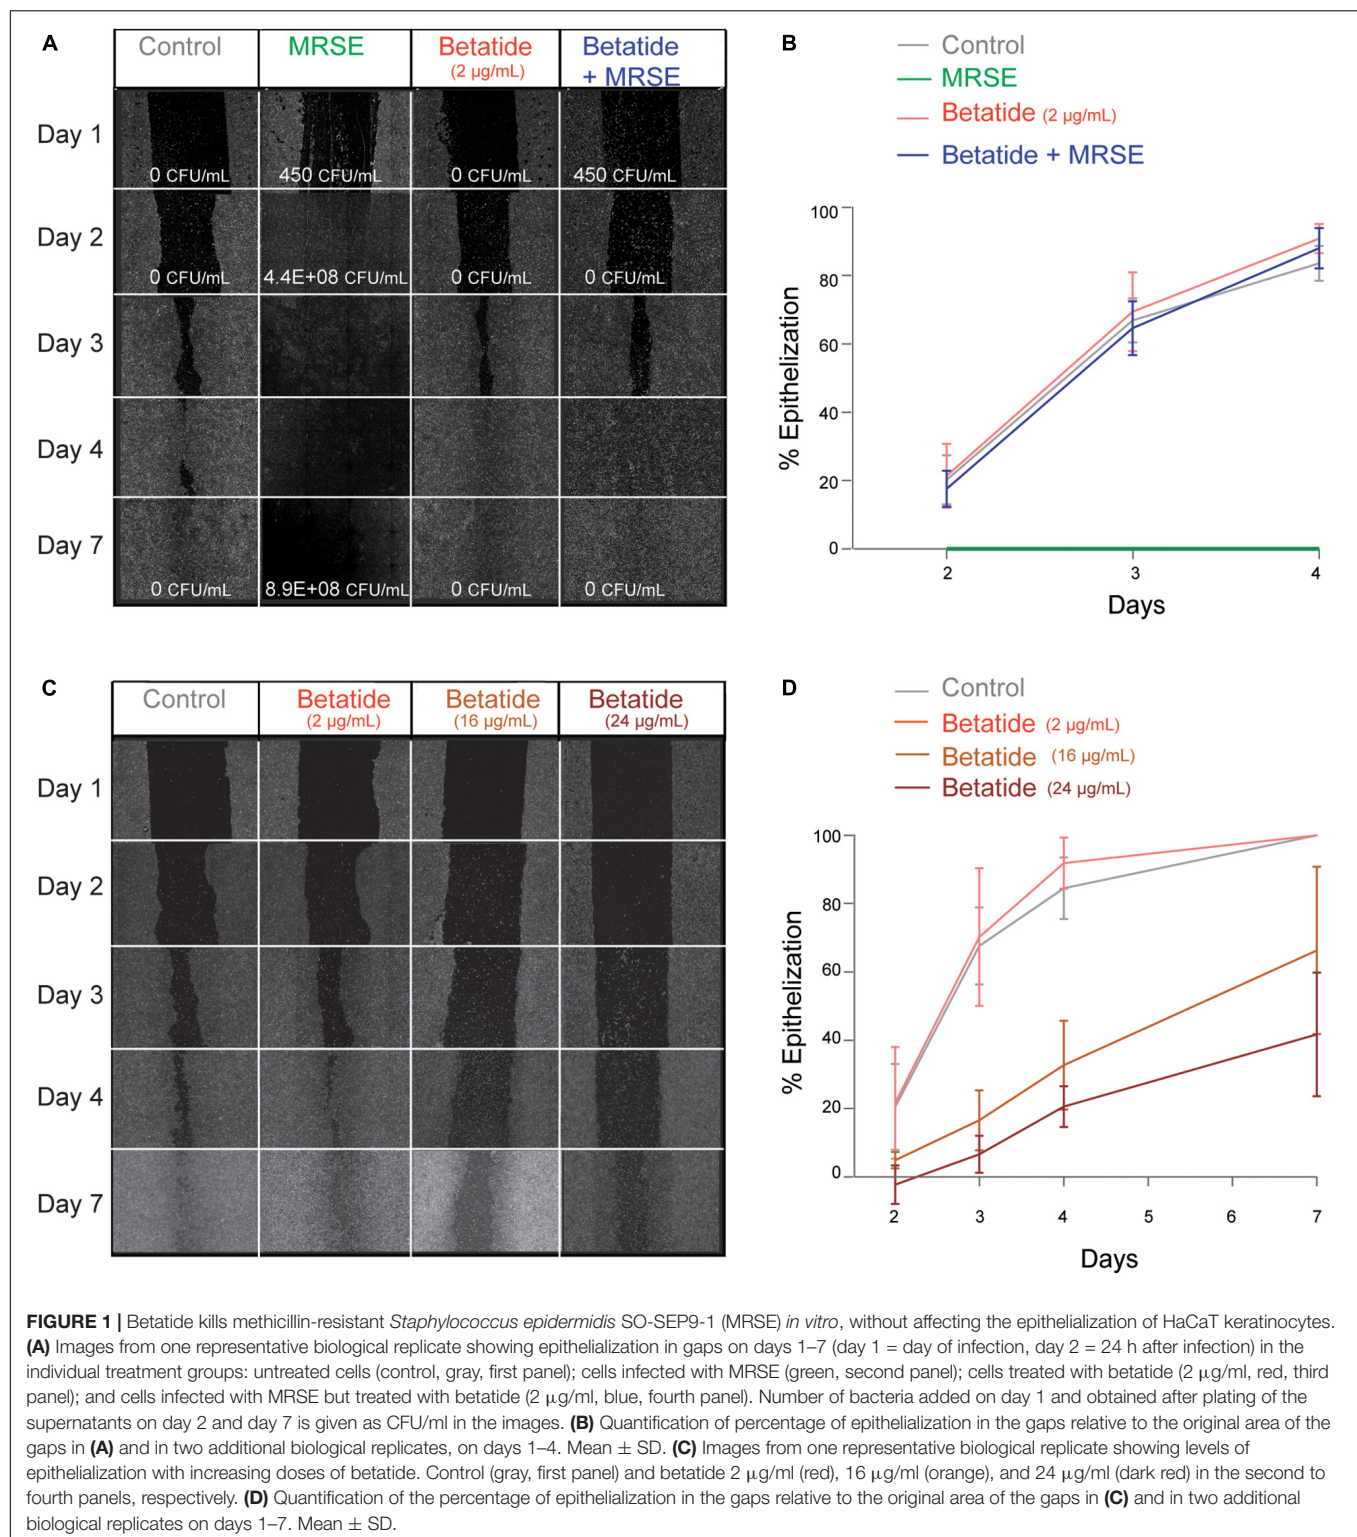 A
Control
MRSE
Betatide
(2 µg/mL)
Betatide
+ MRSE
Day 1
0 CFU/mL
450 CFU/mL
0 CFU/mL
450 CFU/mL
Day 2
0 CFU/mL
4.4E+08 CFU/mL
0 CFU/mL
0 CFU/mL
Day 3
Day 4
Day 7
0 CFU/mL
8.9E+08 CFU/mL
0 CFU/mL
0 CFU/mL
B
Control
MRSE
Betatide (2 µg/mL)
Betatide + MRSE
100
80
60
40
20
0
% Epithelization
2
3
4
Days
C
Control
Betatide
(2 µg/mL)
Betatide
(16 µg/mL)
Betatide
(24 µg/mL)
Day 1
Day 2
Day 3
Day 4
Day 7
D
Control
Betatide (2 µg/mL)
Betatide (16 µg/mL)
Betatide (24 µg/mL)
100
80
60
40
20
0
% Epithelization
2
3
4
5
6
7
Days
FIGURE 1 | Betatide kills methicillin-resistant Staphylococcus epidermidis SO-SEP9-1 (MRSE) in vitro, without affecting the epithelialization of HaCaT keratinocytes.
(A) Images from one representative biological replicate showing epithelialization in gaps on days 1–7 (day 1 = day of infection, day 2 = 24 h after infection) in the
individual treatment groups: untreated cells (control, gray, first panel); cells infected with MRSE (green, second panel); cells treated with betatide (2 µg/ml, red, third
panel); and cells infected with MRSE but treated with betatide (2 µg/ml, blue, fourth panel). Number of bacteria added on day 1 and obtained after plating of the
supernatants on day 2 and day 7 is given as CFU/ml in the images. (B) Quantification of percentage of epithelialization in the gaps relative to the original area of the
gaps in (A) and in two additional biological replicates, on days 1–4. Mean ± SD. (C) Images from one representative biological replicate showing levels of
epithelialization with increasing doses of betatide. Control (gray, first panel) and betatide 2 µg/ml (red), 16 µg/ml (orange), and 24 µg/ml (dark red) in the second to
fourth panels, respectively. (D) Quantification of the percentage of epithelialization in the gaps relative to the original area of the gaps in (C) and in two additional
biological replicates on days 1–7. Mean ± SD.